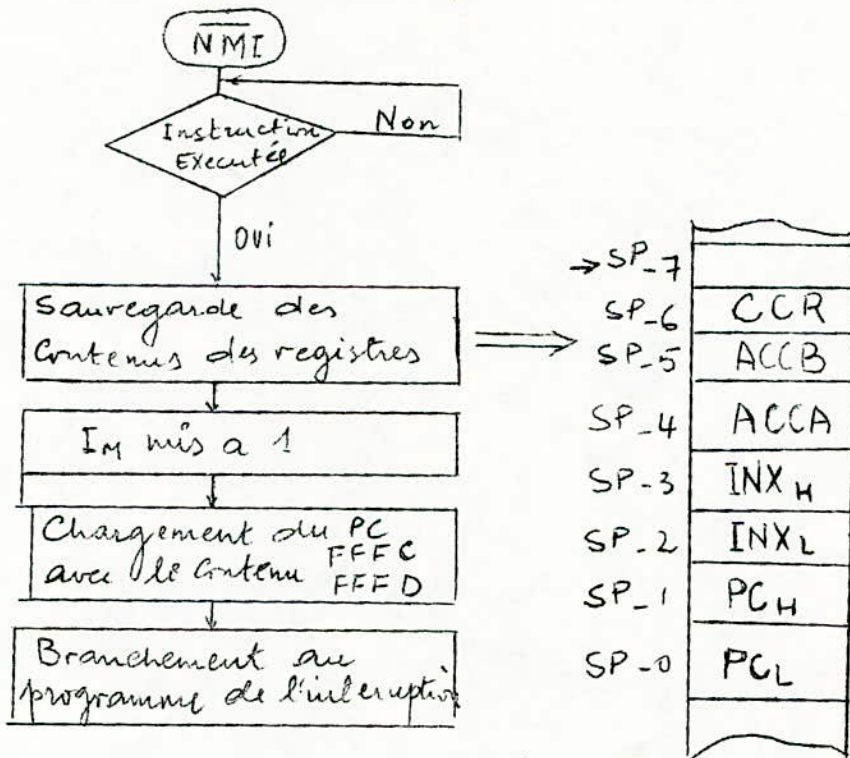 NMI
Instruction
Executée
Non
Oui
Sauvegarde des
Contenus des registres
IM mis a 1
Chargement du PC
avec le Contenu FFFC
FFFD
Branchement au
programme de l'interuption
→SP-7
SP-6 CCR
SP-5 ACCB
SP-4 ACCA
SP-3 INXH
SP-2 INXL
SP-1 PCH
SP-0 PCL